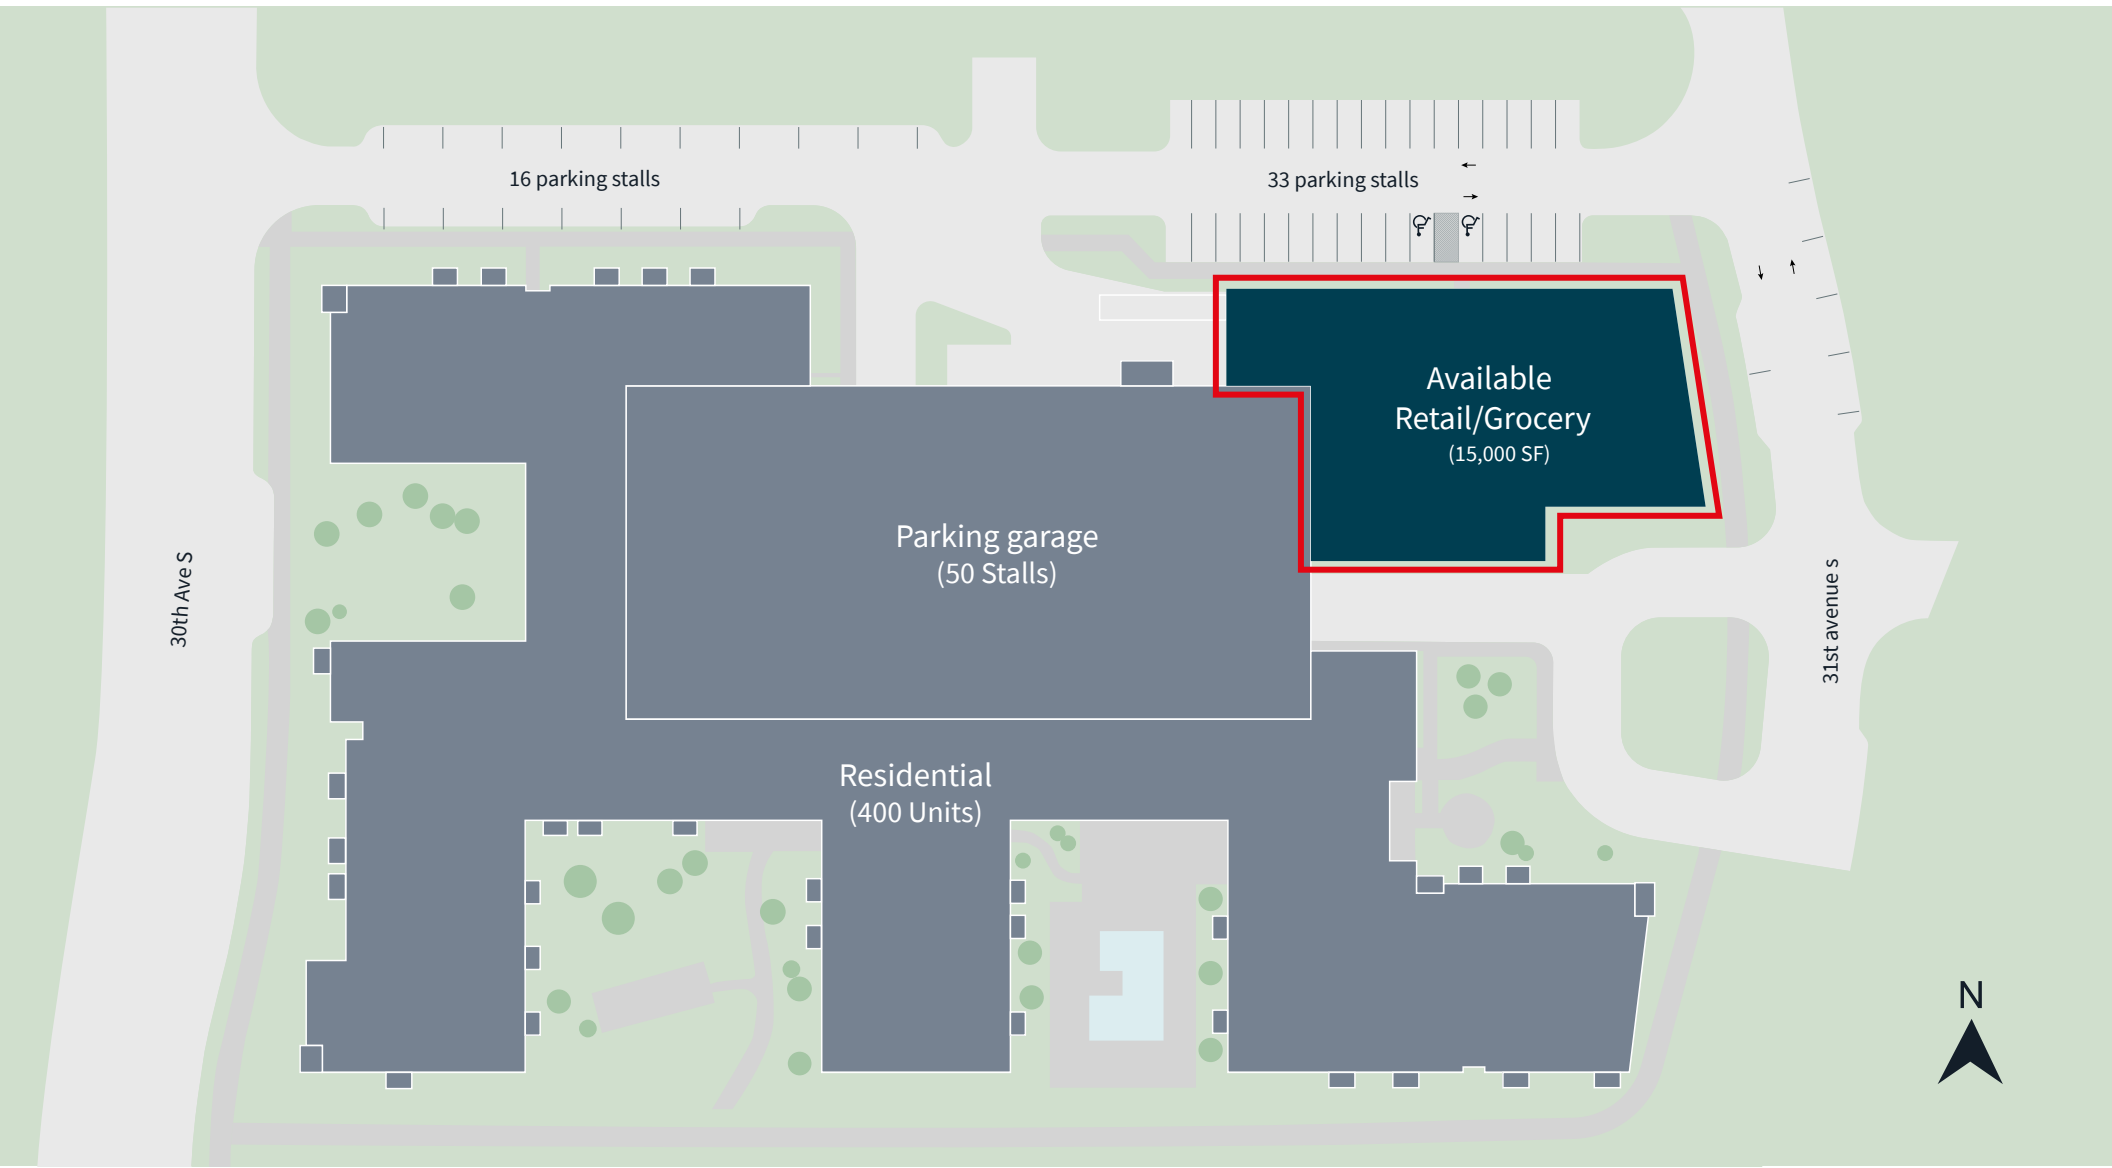 16 parking stalls
33 parking stalls
Available
Retail/Grocery
(15,000 SF)
Parking garage
(50 Stalls)
30th Ave S
31st avenue s
Residential
(400 Units)
N